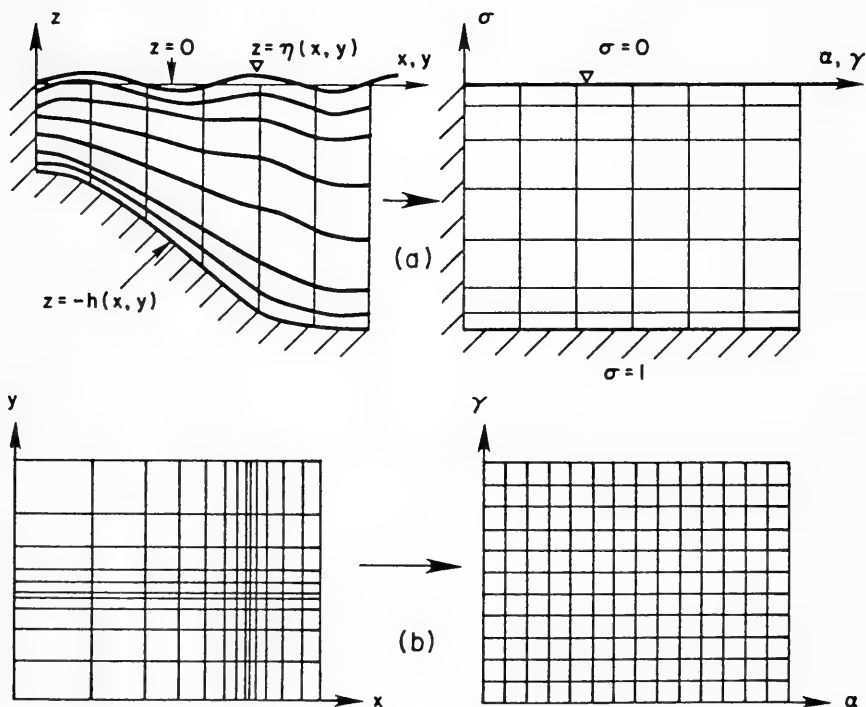 z
z=0
z=η(x,y)
x, y
z=-h(x,y)
(a)
σ
σ=0
α, γ
σ=1
y
x
(b)
γ
α